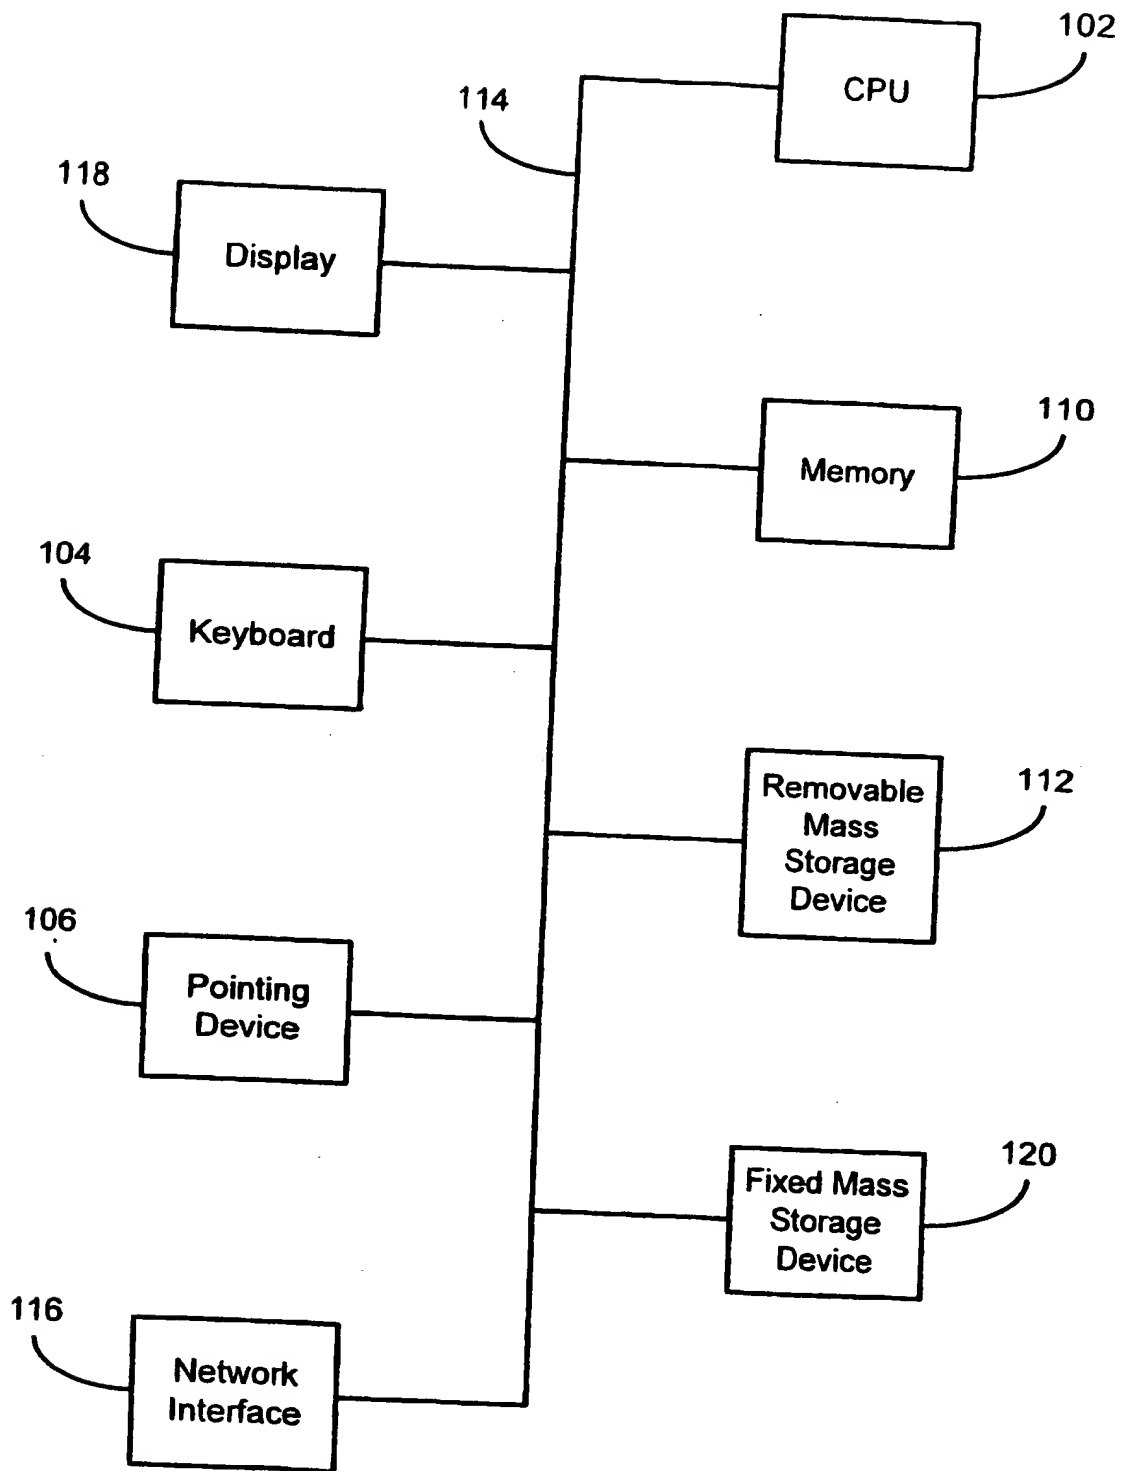 102
CPU
114
118
Display
110
Memory
104
Keyboard
112
Removable
Mass
Storage
Device
106
Pointing
Device
120
Fixed Mass
Storage
Device
116
Network
Interface